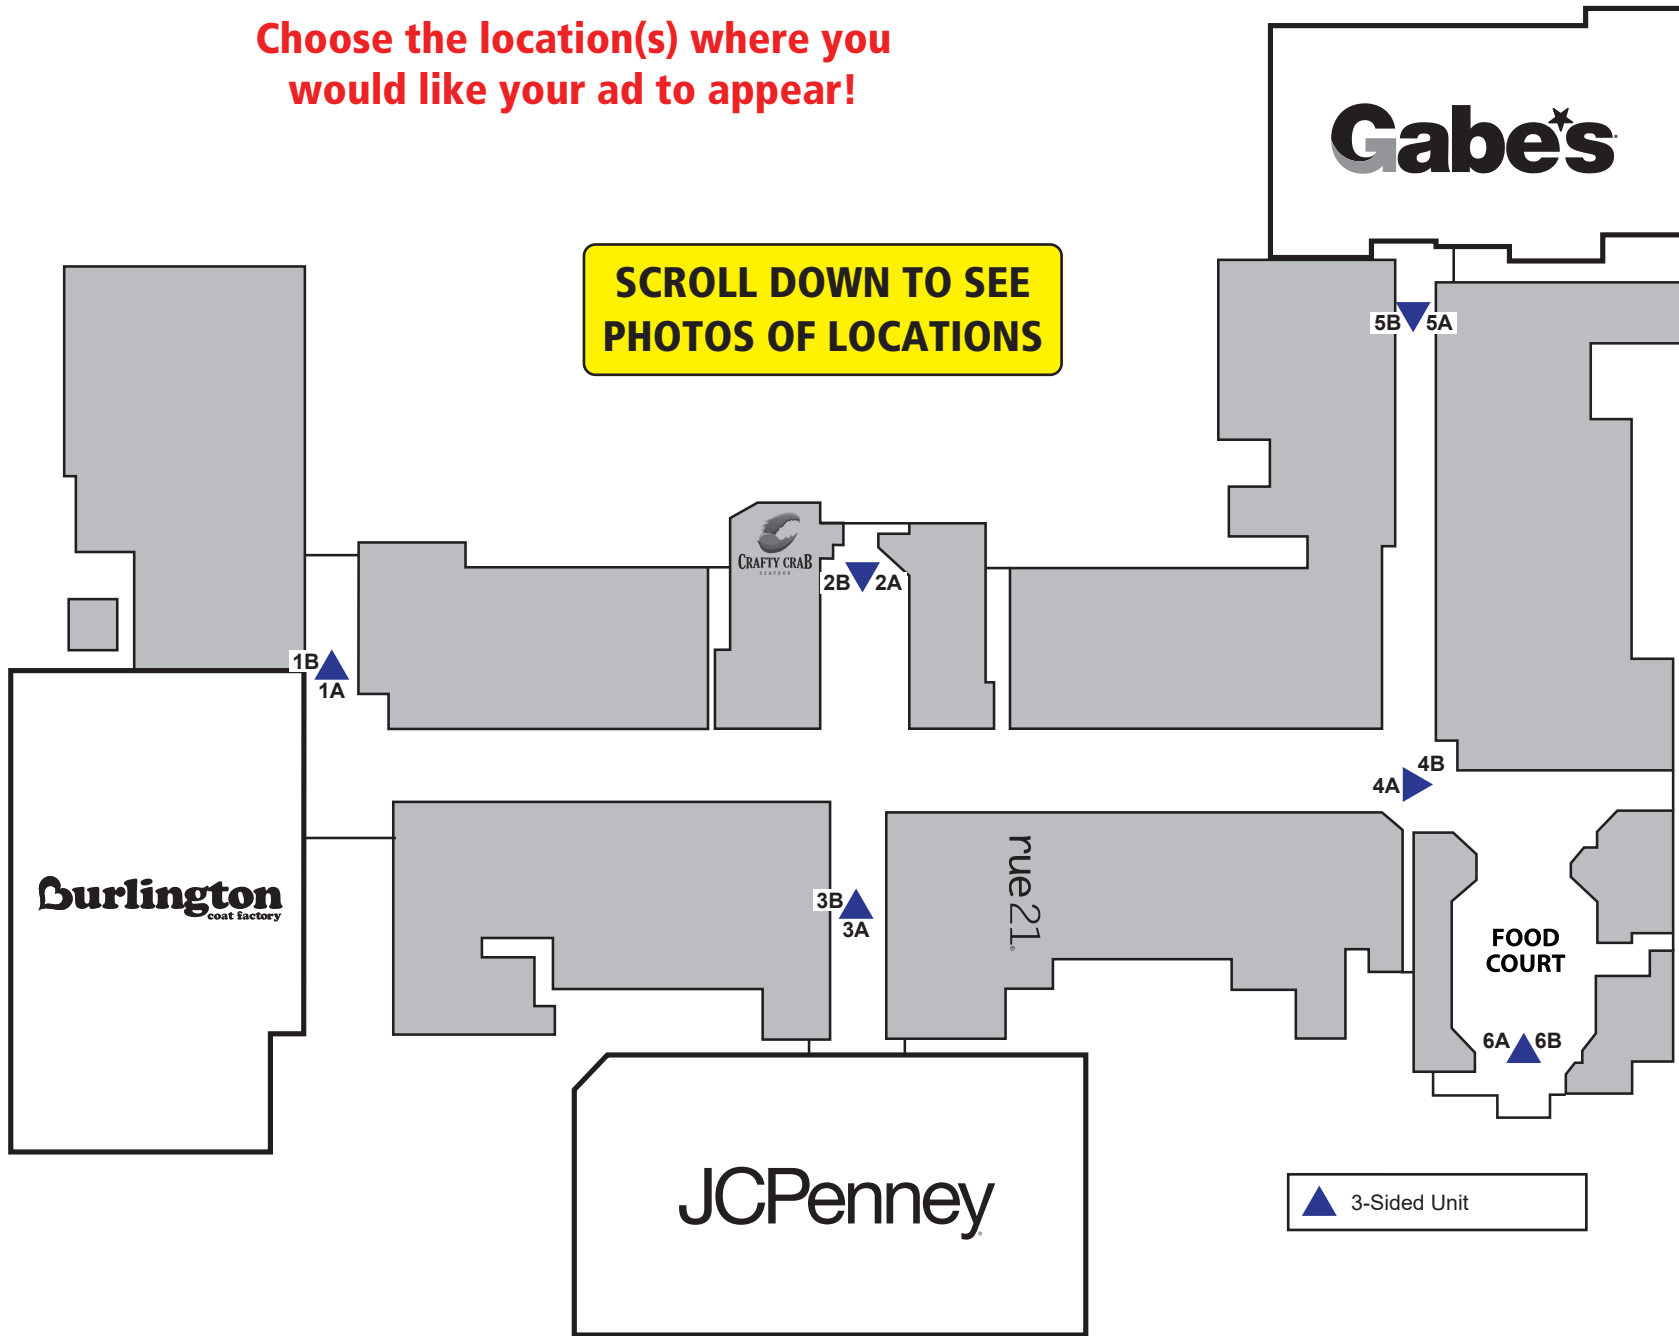 Choose the location(s) where you
would like your ad to appear!
Gabe's
SCROLL DOWN TO SEE
PHOTOS OF LOCATIONS
5B 5A
CRAFTY CRAB
SEAFOOD
2B 2A
1B
1A
4B
4A
Burlington
coat factory
3B
3A
rue21
FOOD
COURT
6A 6B
JCPenney
3-Sided Unit